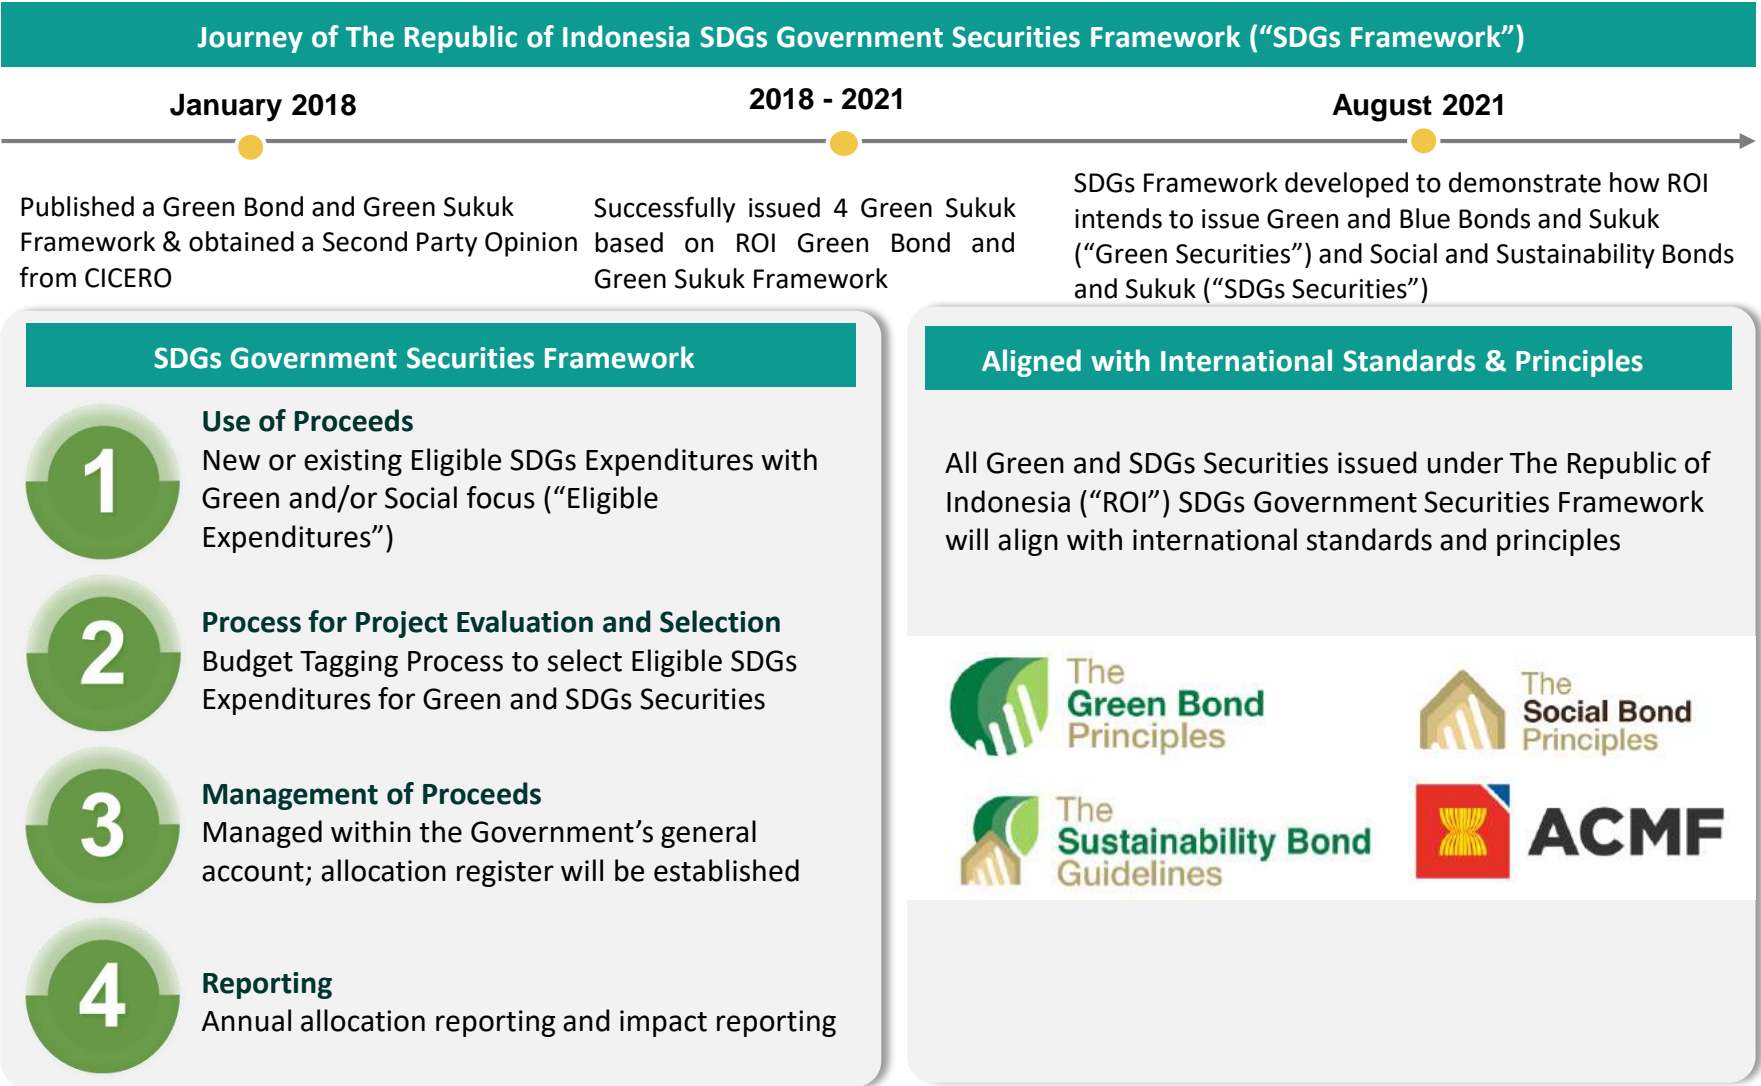 Journey of The Republic of Indonesia SDGs Government Securities Framework (“SDGs Framework”)
January 2018
2018 - 2021
August 2021
Published a Green Bond and Green Sukuk
Framework & obtained a Second Party Opinion
from CICERO
Successfully issued 4 Green Sukuk
based on ROI Green Bond and
Green Sukuk Framework
SDGs Framework developed to demonstrate how ROI
intends to issue Green and Blue Bonds and Sukuk
(“Green Securities”) and Social and Sustainability Bonds
and Sukuk (“SDGs Securities”)
SDGs Government Securities Framework
1
Use of Proceeds
New or existing Eligible SDGs Expenditures with
Green and/or Social focus (“Eligible
Expenditures”)
2
Process for Project Evaluation and Selection
Budget Tagging Process to select Eligible SDGs
Expenditures for Green and SDGs Securities
3
Management of Proceeds
Managed within the Government’s general
account; allocation register will be established
4
Reporting
Annual allocation reporting and impact reporting
Aligned with International Standards & Principles
All Green and SDGs Securities issued under The Republic of
Indonesia (“ROI”) SDGs Government Securities Framework
will align with international standards and principles
The
Green Bond
Principles
The
Social Bond
Principles
The
Sustainability Bond
Guidelines
ACMF